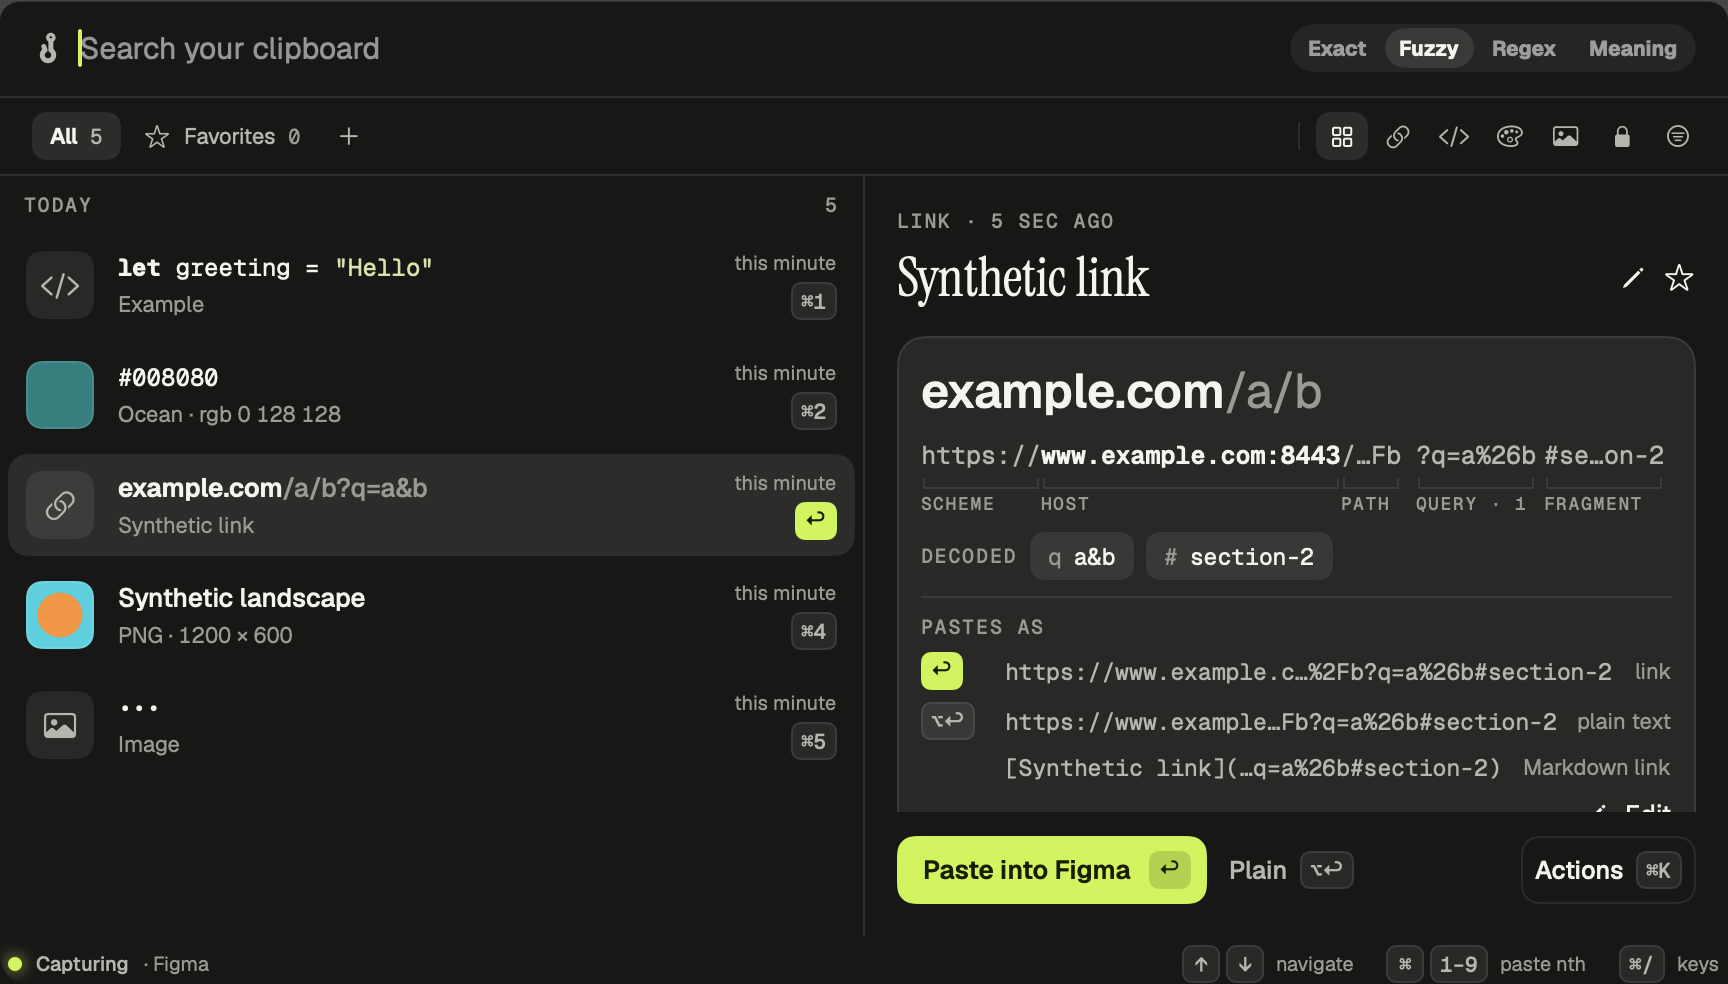 Search your clipboard
Exact Fuzzy Regex Meaning
All 5 Favorites 0
TODAY 5
let greeting = "Hello" this minute
Example ⌘1
#008080 this minute
Ocean · rgb 0 128 128 ⌘2
example.com/a/b?q=a&b this minute
Synthetic link
Synthetic landscape this minute
PNG · 1200 × 600 ⌘4
... this minute
Image ⌘5
LINK · 5 SEC AGO
Synthetic link
example.com/a/b
https://www.example.com:8443/…Fb ?q=a%26b #se…on-2
SCHEME HOST PATH QUERY · 1 FRAGMENT
DECODED q a&b # section-2
PASTES AS
https://www.example.c…%2Fb?q=a%26b#section-2 link
⌥↩ https://www.example…Fb?q=a%26b#section-2 plain text
[Synthetic link](…q=a%26b#section-2) Markdown link
Edit
Paste into Figma ↩ Plain ⌥↩ Actions ⌘K
Capturing · Figma
↑ ↓ navigate ⌘ 1-9 paste nth ⌘/ keys